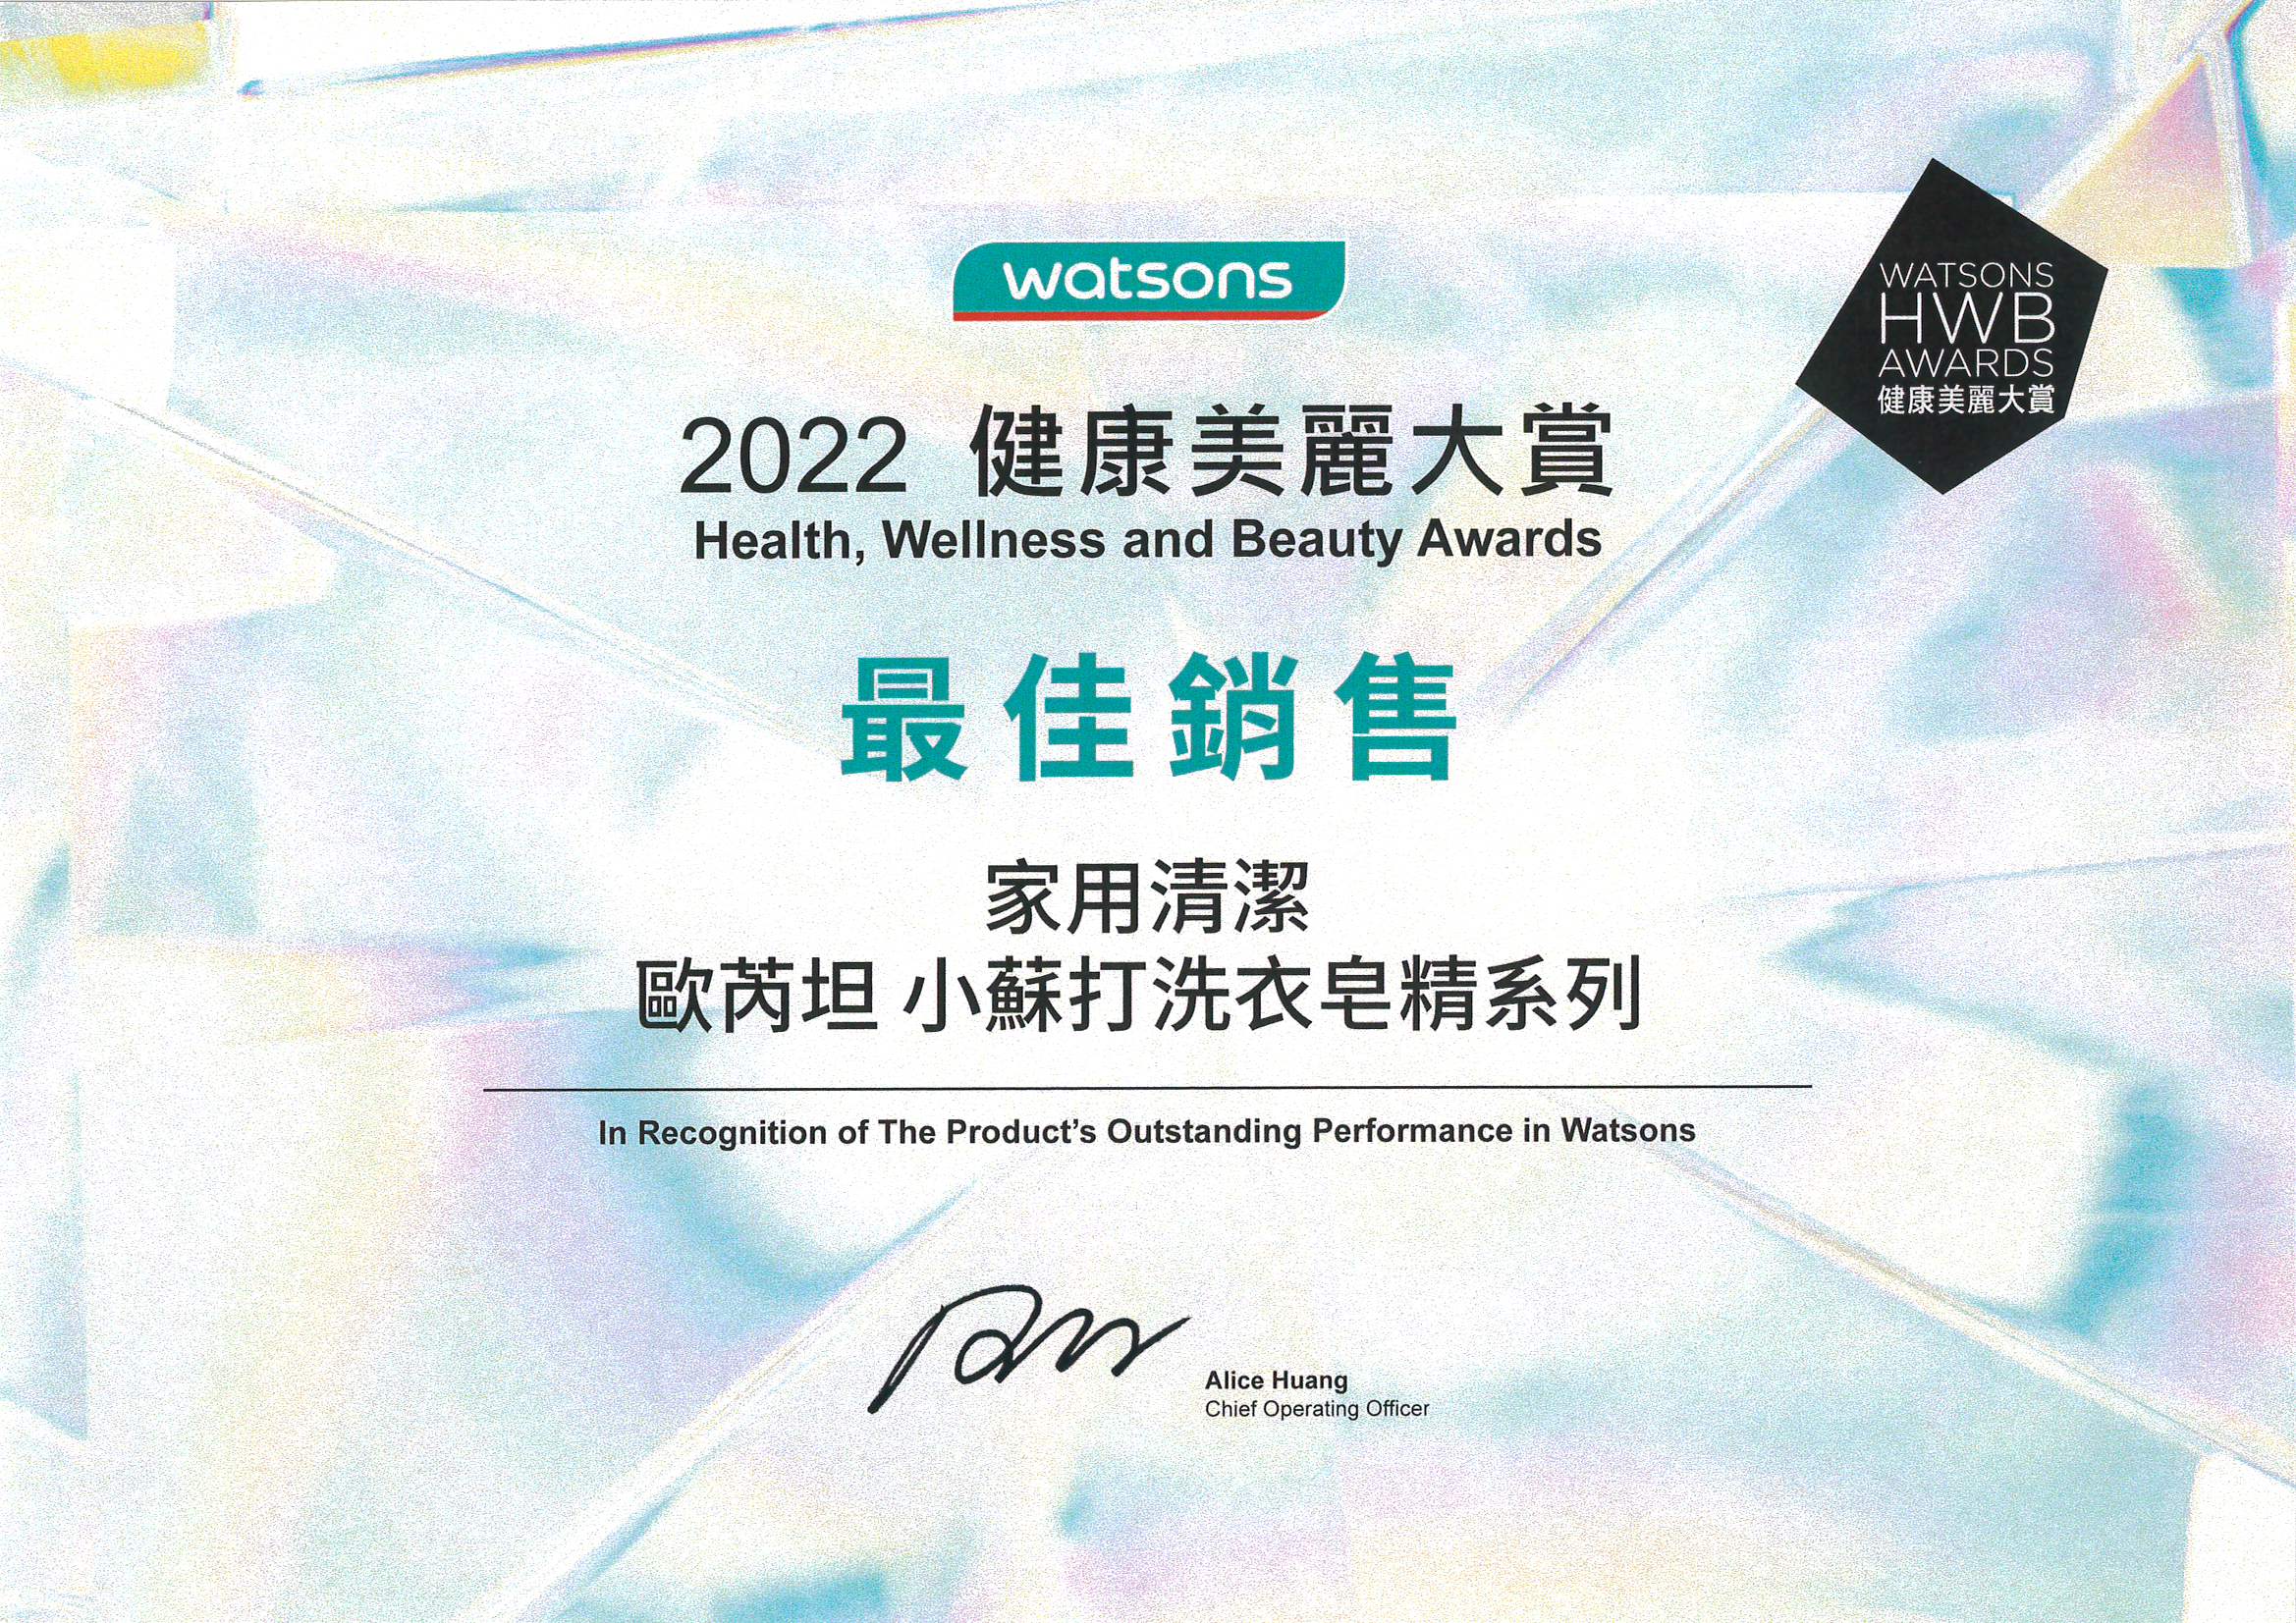 watsons
WATSONS
HWB
AWARDS
健康美麗大賞
2022 健康美麗大賞
Health, Wellness and Beauty Awards
最佳銷售
家用清潔
歐芮坦 小蘇打洗衣皂精系列
In Recognition of The Product's Outstanding Performance in Watsons
Alice Huang
Chief Operating Officer